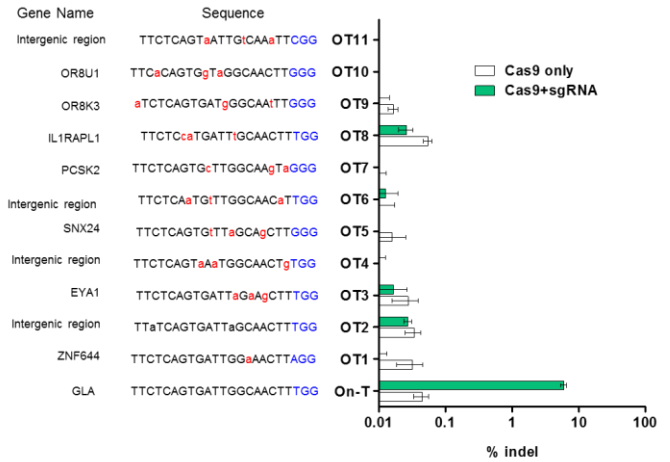 Gene Name Sequence
Intergenic region TTCTCAGTaATTGtCAAaTTCGG OT11
OR8U1 TTCaCAGTGgTaGGCAACTTGGG OT10
OR8K3 aTCTCAGTGATgGGCAAtTTGGG OT9
IL1RAPL1 TTCTCcaTGATTtGCAACTTTGG OT8
PCSK2 TTCTCAGTGcTTGGCAAgTaGGG OT7
Intergenic region TTCTCAaTGtTGGCAACaTTGG OT6
SNX24 TTCTCAGTGtTTaGCAgCTTGGG OT5
Intergenic region TTCTCAGTaAaTGGCAACTgTGG OT4
EYA1 TTCTCAGTGATTaGaAgCTTTGG OT3
Intergenic region TTaTCAGTGATTaGCAACTTTGG OT2
ZNF644 TTCTCAGTGATTGGaAACTTAGG OT1
GLA TTCTCAGTGATTGGCAACTTTGG On-T
Cas9 only
Cas9+sgRNA
0.01 0.1 1 10 100
% indel